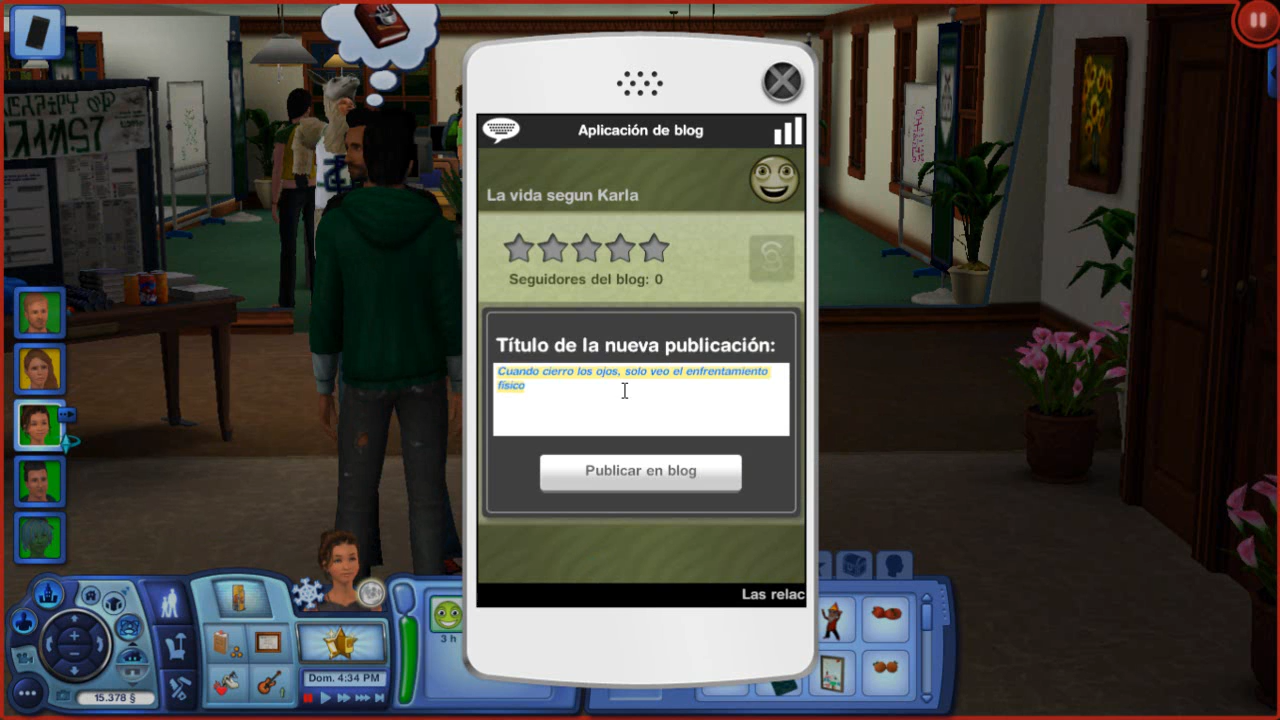 Aplicación de blog
La vida segun Karla
Seguidores del blog: 0
Título de la nueva publicación:
Cuando cierro los ojos, solo veo el enfrentamiento
físico
Publicar en blog
Las relac
3 h
Dom. 4:34 PM
15.378 §
1